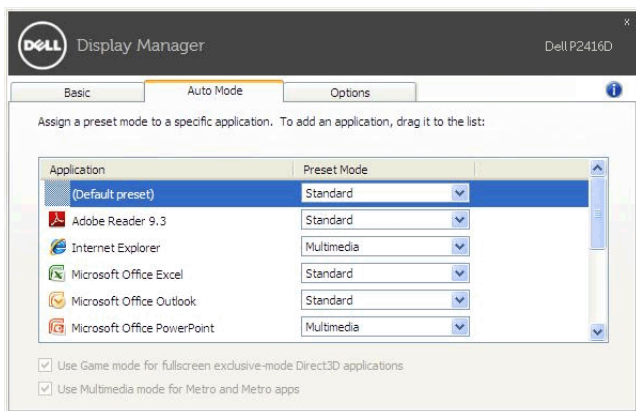 DELL Display Manager
x
Dell P2416D
Basic Auto Mode Options
Assign a preset mode to a specific application. To add an application, drag it to the list:
Application Preset Mode
(Default preset) Standard
Adobe Reader 9.3 Standard
Internet Explorer Multimedia
Microsoft Office Excel Standard
Microsoft Office Outlook Standard
Microsoft Office PowerPoint Multimedia
Use Game mode for fullscreen exclusive-mode Direct3D applications
Use Multimedia mode for Metro and Metro apps